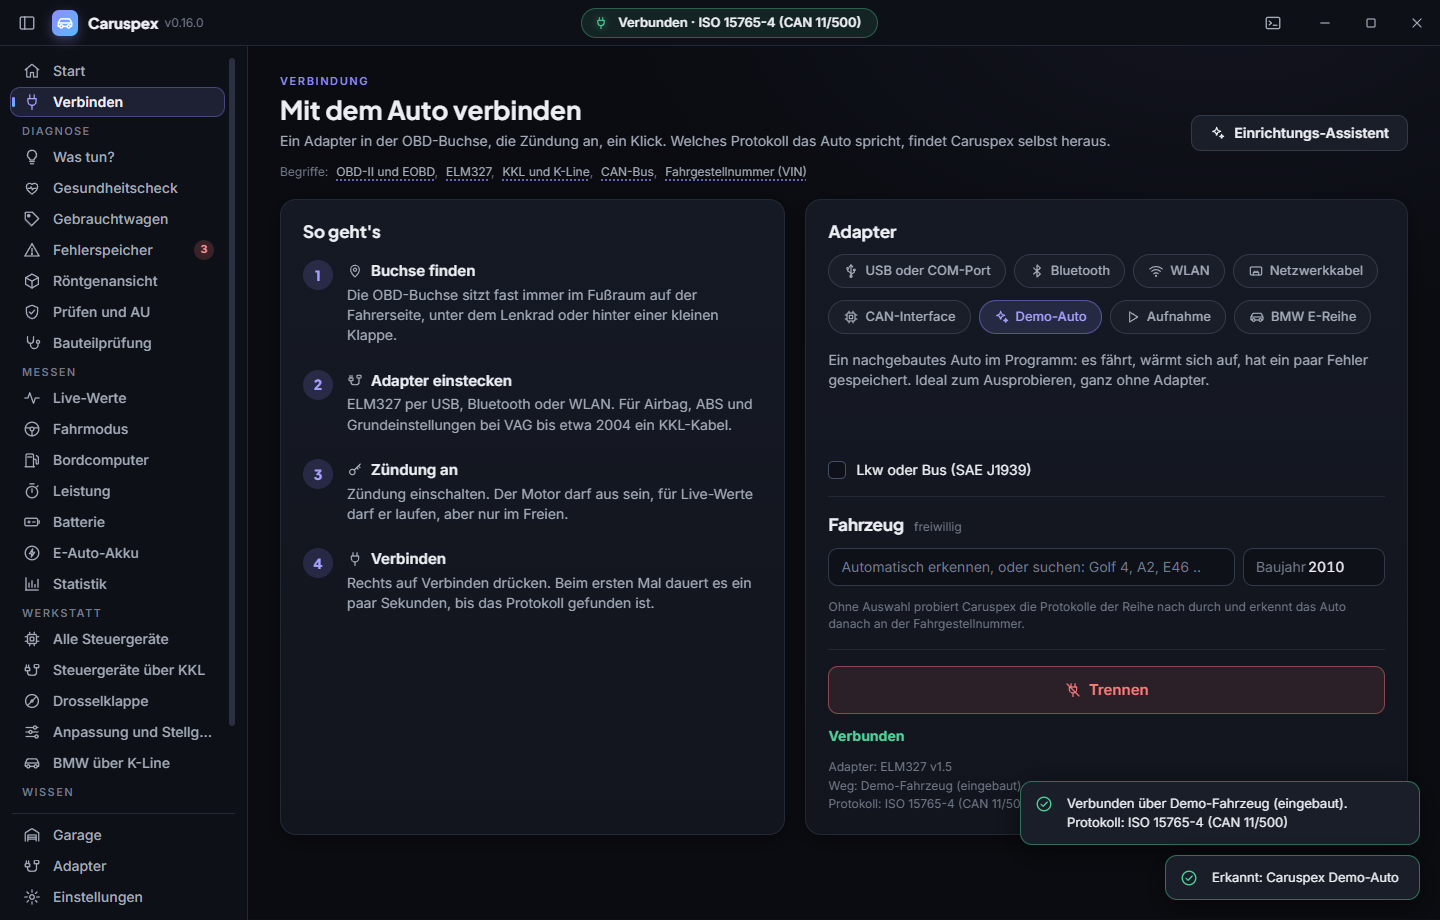 Caruspex v0.16.0
Verbunden · ISO 15765-4 (CAN 11/500)
Start
Verbinden
DIAGNOSE
Was tun?
Gesundheitscheck
Gebrauchtwagen
Fehlerspeicher 3
Röntgenansicht
Prüfen und AU
Bauteilprüfung
MESSEN
Live-Werte
Fahrmodus
Bordcomputer
Leistung
Batterie
E-Auto-Akku
Statistik
WERKSTATT
Alle Steuergeräte
Steuergeräte über KKL
Drosselklappe
Anpassung und Stellg...
BMW über K-Line
WISSEN
Garage
Adapter
Einstellungen
VERBINDUNG
Mit dem Auto verbinden
Ein Adapter in der OBD-Buchse, die Zündung an, ein Klick. Welches Protokoll das Auto spricht, findet Caruspex selbst heraus.
Begriffe: OBD-II und EOBD, ELM327, KKL und K-Line, CAN-Bus, Fahrgestellnummer (VIN)
Einrichtungs-Assistent
So geht's
1 Buchse finden
Die OBD-Buchse sitzt fast immer im Fußraum auf der
Fahrerseite, unter dem Lenkrad oder hinter einer kleinen
Klappe.
2 Adapter einstecken
ELM327 per USB, Bluetooth oder WLAN. Für Airbag, ABS und
Grundeinstellungen bei VAG bis etwa 2004 ein KKL-Kabel.
3 Zündung an
Zündung einschalten. Der Motor darf aus sein, für Live-Werte
darf er laufen, aber nur im Freien.
4 Verbinden
Rechts auf Verbinden drücken. Beim ersten Mal dauert es ein
paar Sekunden, bis das Protokoll gefunden ist.
Adapter
USB oder COM-Port Bluetooth WLAN Netzwerkkabel
CAN-Interface Demo-Auto Aufnahme BMW E-Reihe
Ein nachgebautes Auto im Programm: es fährt, wärmt sich auf, hat ein paar Fehler
gespeichert. Ideal zum Ausprobieren, ganz ohne Adapter.
Lkw oder Bus (SAE J1939)
Fahrzeug freiwillig
Automatisch erkennen, oder suchen: Golf 4, A2, E46 .. Baujahr 2010
Ohne Auswahl probiert Caruspex die Protokolle der Reihe nach durch und erkennt das Auto
danach an der Fahrgestellnummer.
Trennen
Verbunden
Adapter: ELM327 v1.5
Weg: Demo-Fahrzeug (eingebaut)
Protokoll: ISO 15765-4 (CAN 11/50
Verbunden über Demo-Fahrzeug (eingebaut).
Protokoll: ISO 15765-4 (CAN 11/500)
Erkannt: Caruspex Demo-Auto